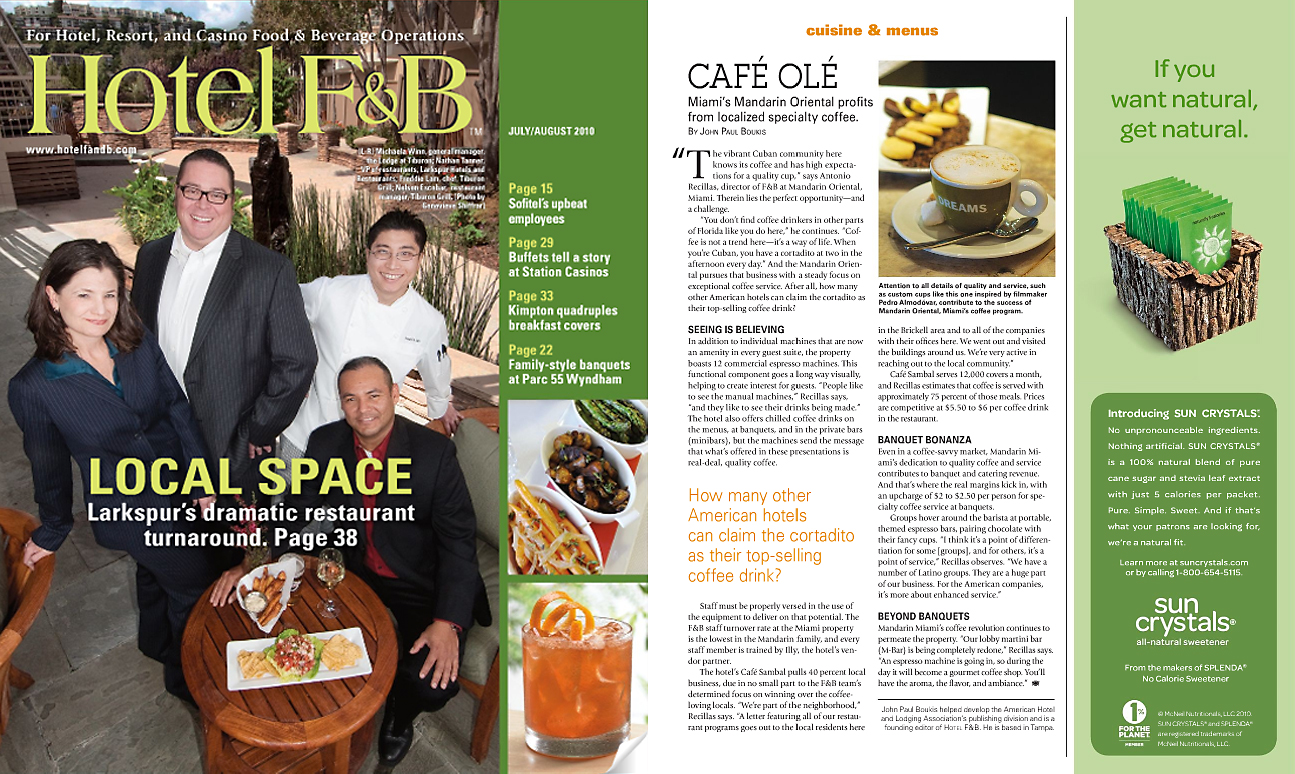 For Hotel, Resort, and Casino Food & Beverage Operations
Hotel F&B
TM
www.hotelfandb.com
(L-R) Michaela Winn, general manager,
the Lodge at Tiburon; Nathan Tanner,
VP restaurants, Larkspur Hotels and
Restaurants; Freddie Lam, chef, Tiburon
Grill; Nelson Escobar, restaurant
manager, Tiburon Grill. (Photo by
LOCAL SPACE
Larkspur's dramatic restaurant
turnaround. Page 38
JULY/AUGUST 2010
Page 15
Sofitel's upbeat
employees
Page 29
Buffets tell a story
at Station Casinos
Page 33
Kimpton quadruples
breakfast covers
Page 22
Family-style banquets
at Parc 55 Wyndham
cuisine & menus
CAFÉ OLÉ
Miami's Mandarin Oriental profits
from localized specialty coffee.
BY JOHN PAUL BOUKIS
"The vibrant Cuban community here
knows its coffee and has high expecta-
tions for a quality cup," says Antonio
Recillas, director of F&B at Mandarin Oriental,
Miami. Therein lies the perfect opportunity—and
a challenge.
"You don't find coffee drinkers in other parts
of Florida like you do here," he continues. "Cof-
fee is not a trend here—it's a way of life. When
you're Cuban, you have a cortadito at two in the
afternoon every day." And the Mandarin Orien-
tal pursues that business with a steady focus on
exceptional coffee service. After all, how many
other American hotels can claim the cortadito as
their top-selling coffee drink?
SEEING IS BELIEVING
In addition to individual machines that are now
an amenity in every guest suite, the property
boasts 12 commercial espresso machines. This
functional component goes a long way visually,
helping to create interest for guests. "People like
to see the manual machines," Recillas says,
"and they like to see their drinks being made."
The hotel also offers chilled coffee drinks on
the menus, at banquets, and in the private bars
(minibars), but the machines send the message
that what's offered in these presentations is
real-deal, quality coffee.
How many other
American hotels
can claim the cortadito
as their top-selling
coffee drink?
Staff must be properly versed in the use of
the equipment to deliver on that potential. The
F&B staff turnover rate at the Miami property
is the lowest in the Mandarin family, and every
staff member is trained by Illy, the hotel's ven-
dor partner.
The hotel's Café Sambal pulls 40 percent local
business, due in no small part to the F&B team's
determined focus on winning over the coffee-
loving locals. "We're part of the neighborhood,"
Recillas says. "A letter featuring all of our restau-
rant programs goes out to the local residents here
DREAMS
Attention to all details of quality and service, such
as custom cups like this one inspired by filmmaker
Pedro Almodóvar, contribute to the success of
Mandarin Oriental, Miami's coffee program.
in the Brickell area and to all of the companies
with their offices here. We went out and visited
the buildings around us. We're very active in
reaching out to the local community."
Café Sambal serves 12,000 covers a month,
and Recillas estimates that coffee is served with
approximately 75 percent of those meals. Prices
are competitive at $5.50 to $6 per coffee drink
in the restaurant.
BANQUET BONANZA
Even in a coffee-savvy market, Mandarin Mi-
ami's dedication to quality coffee and service
contributes to banquet and catering revenue.
And that's where the real margins kick in, with
an upcharge of $2 to $2.50 per person for spe-
cialty coffee service at banquets.
Groups hover around the barista at portable,
themed espresso bars, pairing chocolate with
their fancy cups. "I think it's a point of differen-
tiation for some [groups], and for others, it's a
point of service," Recillas observes. "We have a
number of Latino groups. They are a huge part
of our business. For the American companies,
it's more about enhanced service."
BEYOND BANQUETS
Mandarin Miami's coffee revolution continues to
permeate the property. "Our lobby martini bar
(M-Bar) is being completely redone," Recillas says.
"An espresso machine is going in, so during the
day it will become a gourmet coffee shop. You'll
have the aroma, the flavor, and ambiance."
John Paul Boukis helped develop the American Hotel
and Lodging Association's publishing division and is a
founding editor of HOTEL F&B. He is based in Tampa.
If you
want natural,
get natural.
Introducing SUN CRYSTALS®.
No unpronounceable ingredients.
Nothing artificial. SUN CRYSTALS®
is a 100% natural blend of pure
cane sugar and stevia leaf extract
with just 5 calories per packet.
Pure. Simple. Sweet. And if that's
what your patrons are looking for,
we're a natural fit.
Learn more at suncrystals.com
or by calling 1-800-654-5115.
sun
crystals®
all-natural sweetener
From the makers of SPLENDA®
No Calorie Sweetener
1%
FOR THE
PLANET
MEMBER
© McNeil Nutritionals, LLC 2010.
SUN CRYSTALS® and SPLENDA®
are registered trademarks of
McNeil Nutritionals, LLC.